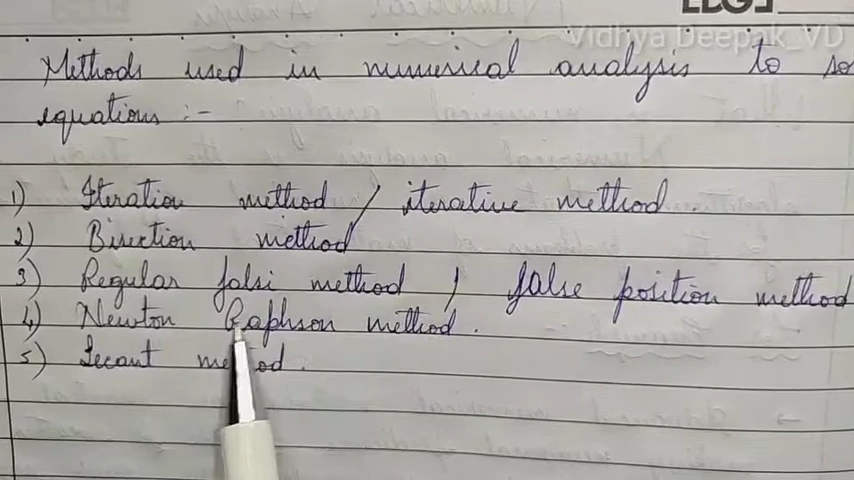 Vidhya Deepak_VD
Methods used in numerical analysis to so
equations :-
1) Iteration method / iterative method.
2) Bisection method
3) Regular falsi method / false position method
4) Newton Raphson method.
5) Secant method.